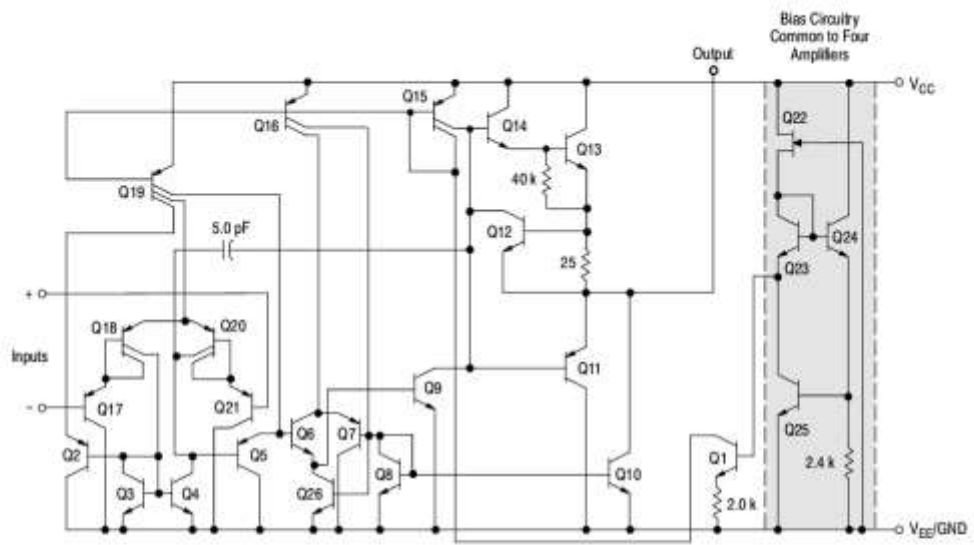 Bias Circuitry
Common to Four
Amplifiers
Output
VCC
Q15
Q16
Q14
Q22
Q13
Q19
40 k
5.0 pF
Q12
Q24
Q23
25
+
Q18
Q20
Inputs
Q9
Q11
–
Q17
Q21
Q25
Q2
Q5
Q6
Q7
Q1
Q8
Q10
2.4 k
Q3
Q4
Q26
2.0 k
VEE/GND